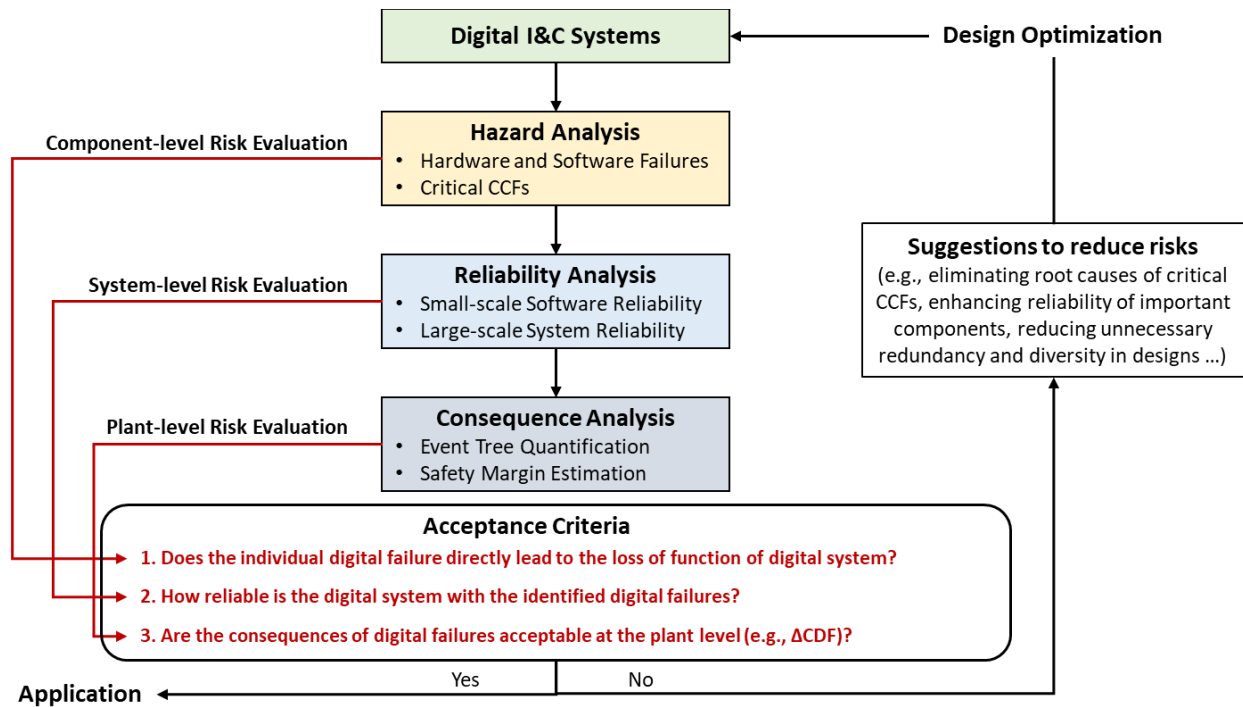 Digital I&C Systems
Design Optimization
Component-level Risk Evaluation
Hazard Analysis
• Hardware and Software Failures
• Critical CCFs
System-level Risk Evaluation
Reliability Analysis
• Small-scale Software Reliability
• Large-scale System Reliability
Suggestions to reduce risks
(e.g., eliminating root causes of critical
CCFs, enhancing reliability of important
components, reducing unnecessary
redundancy and diversity in designs ...)
Plant-level Risk Evaluation
Consequence Analysis
• Event Tree Quantification
• Safety Margin Estimation
Acceptance Criteria
1. Does the individual digital failure directly lead to the loss of function of digital system?
2. How reliable is the digital system with the identified digital failures?
3. Are the consequences of digital failures acceptable at the plant level (e.g., ΔCDF)?
Yes
No
Application